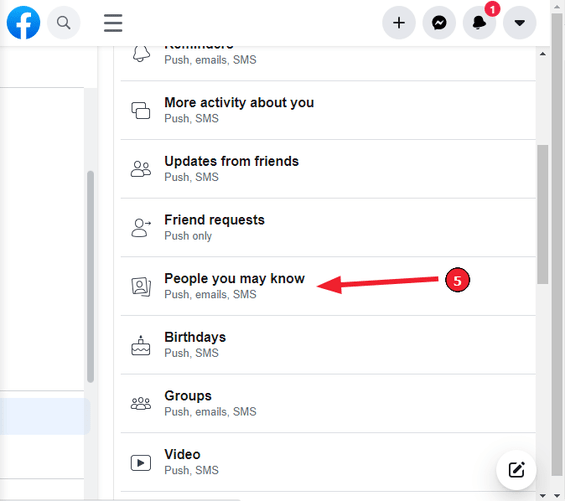 1
Reminders
Push, emails, SMS
More activity about you
Push, SMS
Updates from friends
Push, SMS
Friend requests
Push only
People you may know
Push, emails, SMS
5
Birthdays
Push, SMS
Groups
Push, emails, SMS
Video
Push, SMS